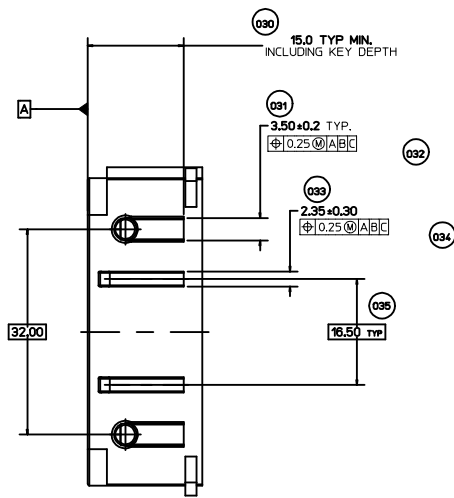 030
15.0 TYP MIN.
INCLUDING KEY DEPTH
A
031
3.50±0.2 TYP.
⌖ 0.25 Ⓜ A B C
032
033
2.35±0.30
⌖ 0.25 Ⓜ A B C
034
035
32.00
16.50 TYP